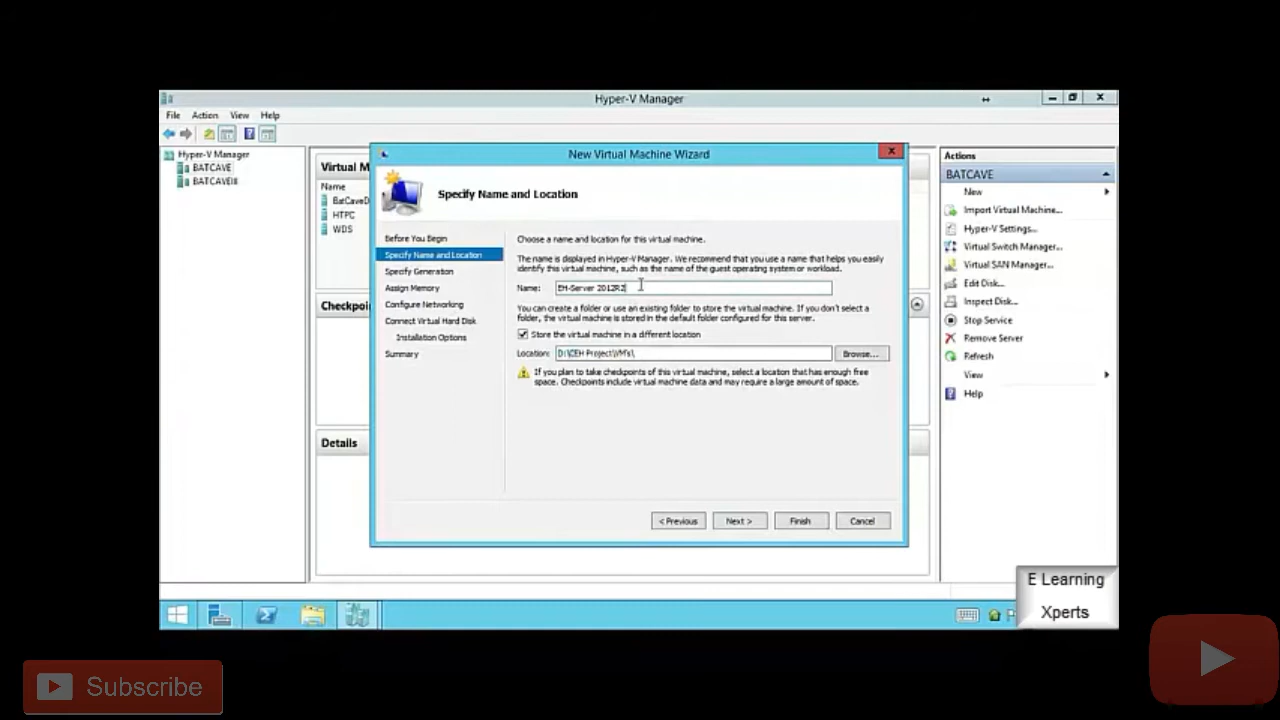 Hyper-V Manager
File Action View Help
Hyper-V Manager
BATCAVE
BATCAVEIII
Virtual M
Name
BatCaveD
HTPC
WDS
Checkpoin
Details
New Virtual Machine Wizard
Specify Name and Location
Before You Begin
Specify Name and Location
Specify Generation
Assign Memory
Configure Networking
Connect Virtual Hard Disk
Installation Options
Summary
Choose a name and location for this virtual machine.
The name is displayed in Hyper-V Manager. We recommend that you use a name that helps you easily
identify this virtual machine, such as the name of the guest operating system or workload.
Name: EH-Server 2012R2
You can create a folder or use an existing folder to store the virtual machine. If you don't select a
folder, the virtual machine is stored in the default folder configured for this server.
Store the virtual machine in a different location
Location: D:\CEH Project\VM's\ Browse...
If you plan to take checkpoints of this virtual machine, select a location that has enough free
space. Checkpoints include virtual machine data and may require a large amount of space.
< Previous Next > Finish Cancel
Actions
BATCAVE
New
Import Virtual Machine...
Hyper-V Settings...
Virtual Switch Manager...
Virtual SAN Manager...
Edit Disk...
Inspect Disk...
Stop Service
Remove Server
Refresh
View
Help
E Learning
Xperts
Subscribe